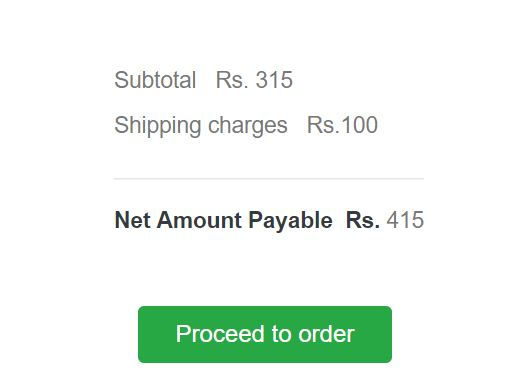 Subtotal Rs. 315
Shipping charges Rs.100
Net Amount Payable Rs. 415
Proceed to order